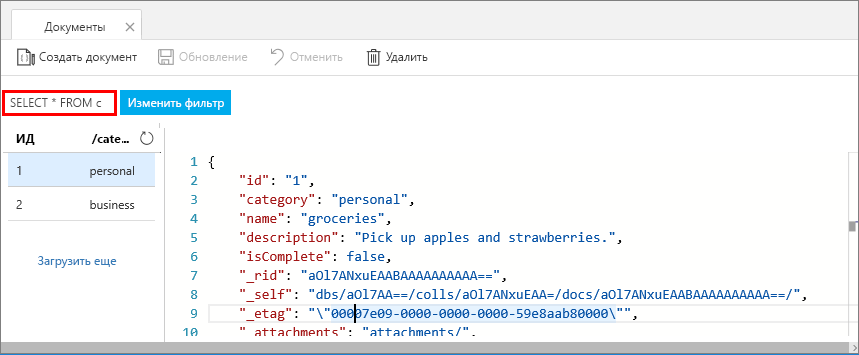 Документы
Создать документ Обновление Отменить Удалить
SELECT * FROM c Изменить фильтр
ИД /cate...
1 personal
2 business
Загрузить еще
1 {
2 "id": "1",
3 "category": "personal",
4 "name": "groceries",
5 "description": "Pick up apples and strawberries.",
6 "isComplete": false,
7 "_rid": "aOl7ANxuEAABAAAAAAAAAA==",
8 "_self": "dbs/aOl7AA==/colls/aOl7ANxuEAA=/docs/aOl7ANxuEAABAAAAAAAAAA==/",
9 "_etag": "\"00007e09-0000-0000-0000-59e8aab80000\"",
10 "_attachments": "attachments/",